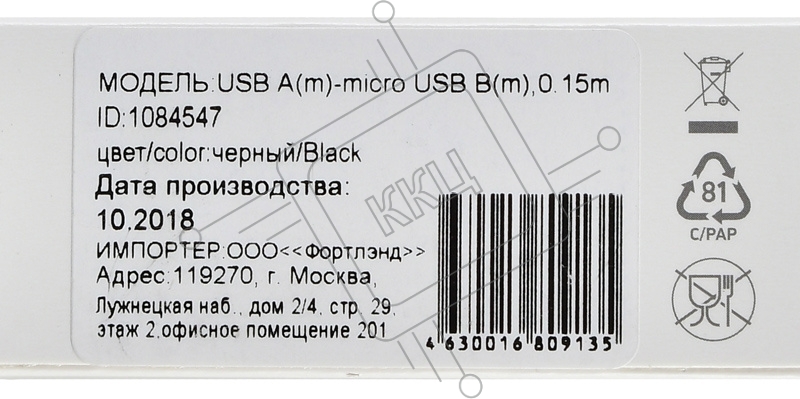 МОДЕЛЬ:USB A(m)-micro USB B(m),0.15m
ID:1084547
цвет/color:черный/Black
Дата производства:
10.2018
ИМПОРТЕР:ООО<<Фортлэнд>>
Адрес:119270, г. Москва,
Лужнецкая наб., дом 2/4, стр. 29,
этаж 2,офисное помещение 201
4 630016 809135
81
C/PAP
ККЦ